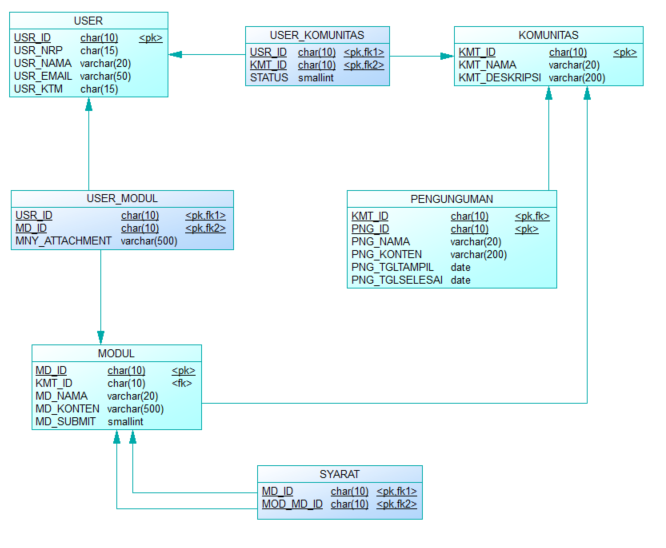 USER
USR_ID char(10) <pk>
USR_NRP char(15)
USR_NAMA varchar(20)
USR_EMAIL varchar(50)
USR_KTM char(15)
USER_KOMUNITAS
USR_ID char(10) <pk.fk1>
KMT_ID char(10) <pk.fk2>
STATUS smallint
KOMUNITAS
KMT_ID char(10) <pk>
KMT_NAMA varchar(20)
KMT_DESKRIPSI varchar(200)
USER_MODUL
USR_ID char(10) <pk.fk1>
MD_ID char(10) <pk.fk2>
MNY_ATTACHMENT varchar(500)
PENGUNGUMAN
KMT_ID char(10) <pk.fk>
PNG_ID char(10) <pk>
PNG_NAMA varchar(20)
PNG_KONTEN varchar(200)
PNG_TGLTAMPIL date
PNG_TGLSELESAI date
MODUL
MD_ID char(10) <pk>
KMT_ID char(10) <fk>
MD_NAMA varchar(20)
MD_KONTEN varchar(500)
MD_SUBMIT smallint
SYARAT
MD_ID char(10) <pk.fk1>
MOD_MD_ID char(10) <pk.fk2>